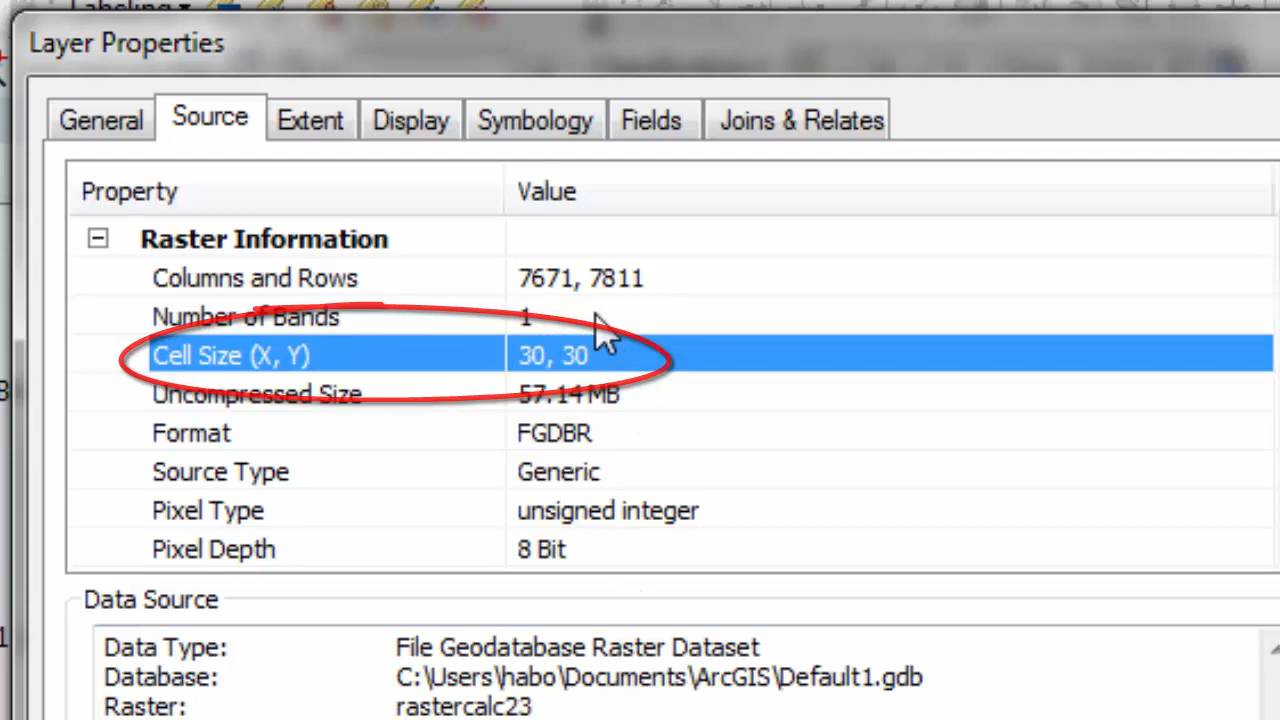 Labeling
Layer Properties
General Source Extent Display Symbology Fields Joins & Relates
Property Value
Raster Information
Columns and Rows 7671, 7811
Number of Bands 1
Cell Size (X, Y) 30, 30
Uncompressed Size 57.14 MB
Format FGDBR
Source Type Generic
Pixel Type unsigned integer
Pixel Depth 8 Bit
Data Source
Data Type: File Geodatabase Raster Dataset
Database: C:\Users\habo\Documents\ArcGIS\Default1.gdb
Raster: rastercalc23